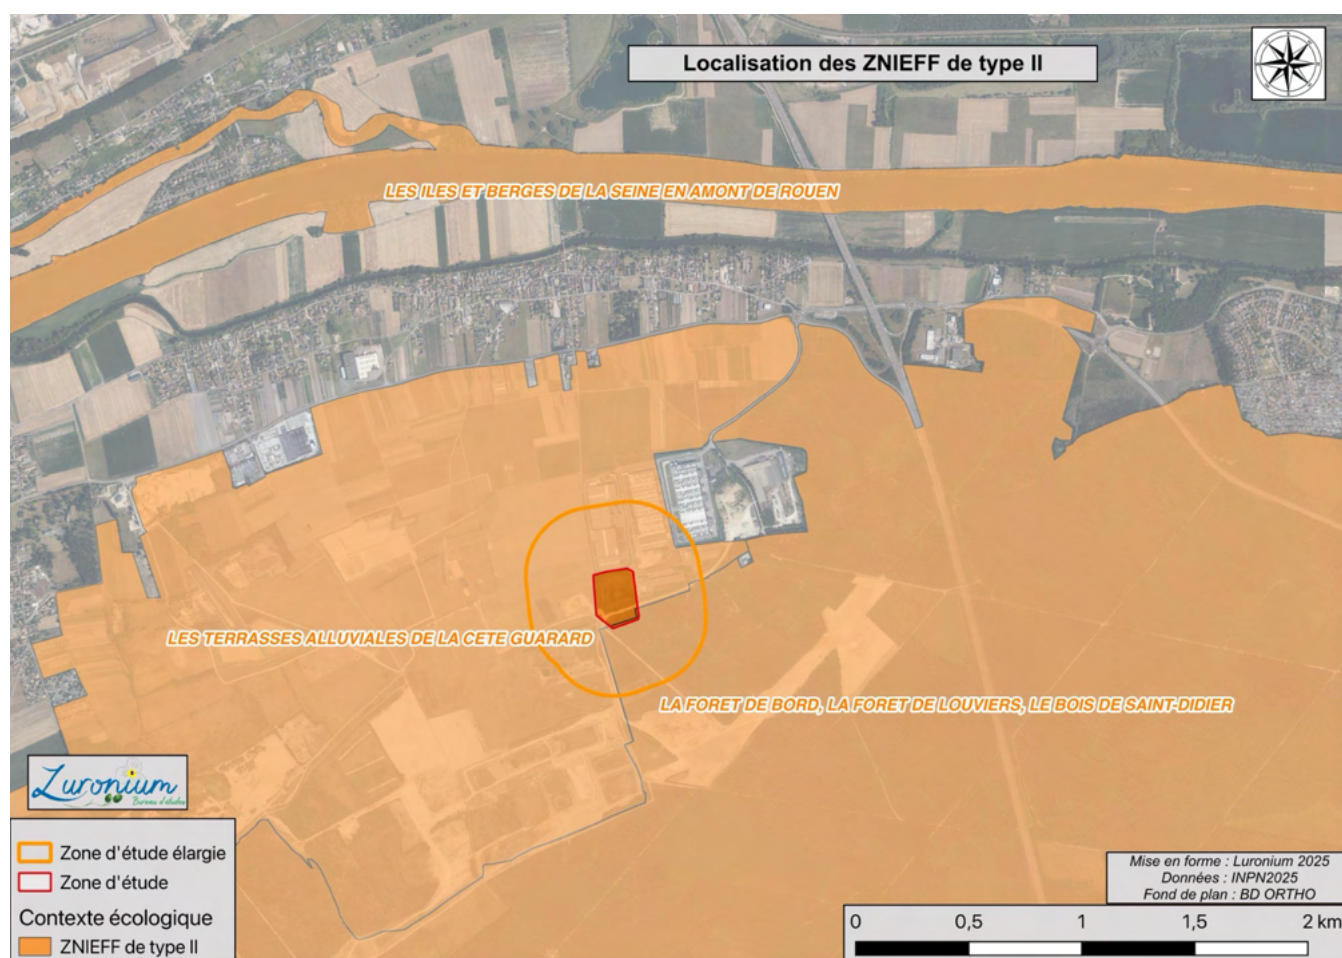 Localisation des ZNIEFF de type II
LES ILES ET BERGES DE LA SEINE EN AMONT DE ROUEN
LES TERRASSES ALLUVIALES DE LA CETE GUARARD
LA FORET DE BORD, LA FORET DE LOUVIERS, LE BOIS DE SAINT-DIDIER
Luronium
Bureau d'études
Zone d'étude élargie
Zone d'étude
Contexte écologique
ZNIEFF de type II
Mise en forme : Luronium 2025
Données : INPN2025
Fond de plan : BD ORTHO
0 0,5 1 1,5 2 km